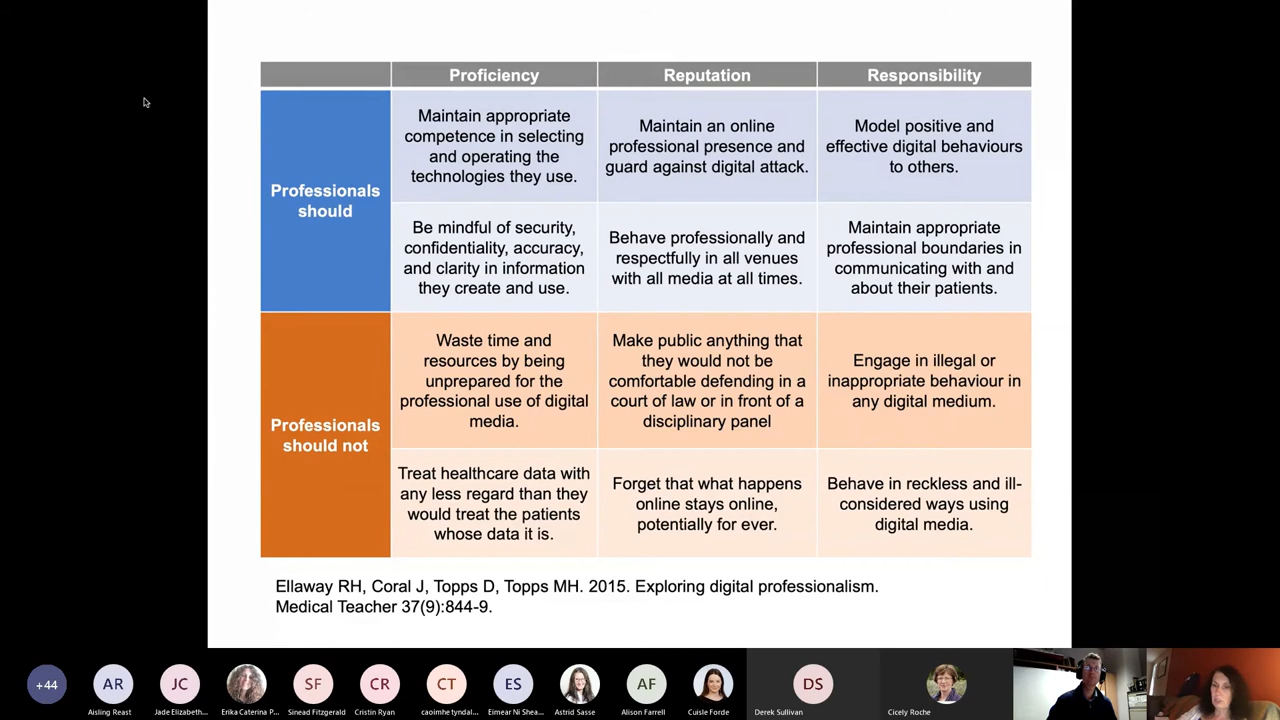 Proficiency
Reputation
Responsibility
Professionals
should
Maintain appropriate
competence in selecting
and operating the
technologies they use.
Maintain an online
professional presence and
guard against digital attack.
Model positive and
effective digital behaviours
to others.
Be mindful of security,
confidentiality, accuracy,
and clarity in information
they create and use.
Behave professionally and
respectfully in all venues
with all media at all times.
Maintain appropriate
professional boundaries in
communicating with and
about their patients.
Professionals
should not
Waste time and
resources by being
unprepared for the
professional use of digital
media.
Make public anything that
they would not be
comfortable defending in a
court of law or in front of a
disciplinary panel
Engage in illegal or
inappropriate behaviour in
any digital medium.
Treat healthcare data with
any less regard than they
would treat the patients
whose data it is.
Forget that what happens
online stays online,
potentially for ever.
Behave in reckless and ill-
considered ways using
digital media.
Ellaway RH, Coral J, Topps D, Topps MH. 2015. Exploring digital professionalism.
Medical Teacher 37(9):844-9.
+44
AR
JC
SF
CR
CT
ES
AF
DS
Aisling Reast
Jade Elizabeth...
Erika Caterina P...
Sinead Fitzgerald
Cristin Ryan
caoimhe tyndal...
Eimear Ni Shea...
Astrid Sasse
Alison Farrell
Cuisle Forde
Derek Sullivan
Cicely Roche